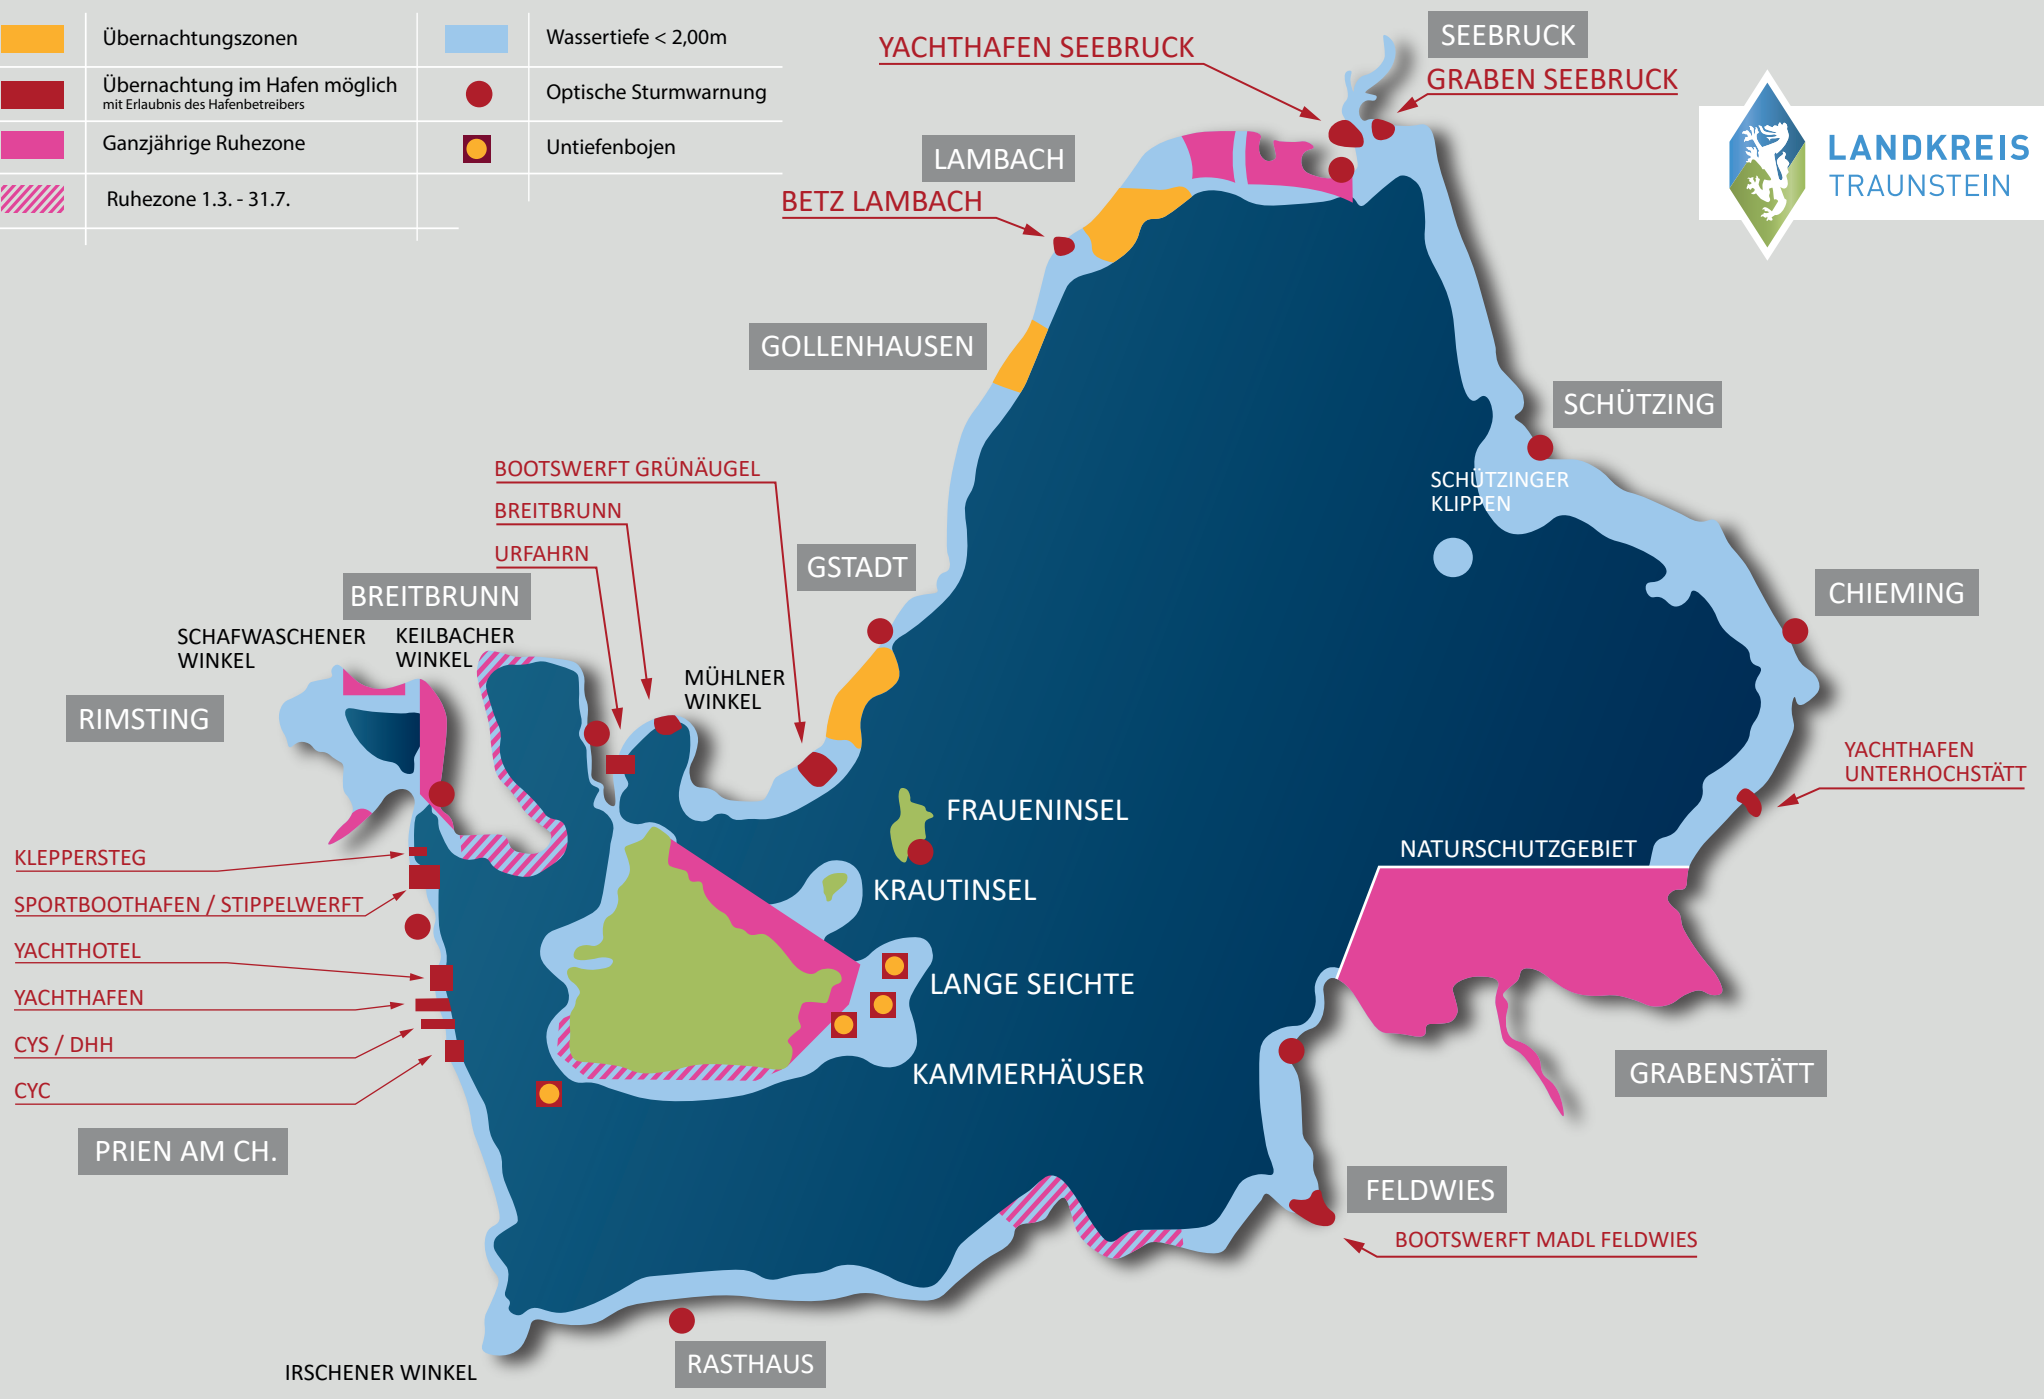 Übernachtungszonen
Wassertiefe < 2,00m
Übernachtung im Hafen möglich
mit Erlaubnis des Hafenbetreibers
Optische Sturmwarnung
Ganzjährige Ruhezone
Untiefenbojen
Ruhezone 1.3. - 31.7.
YACHTHAFEN SEEBRUCK
SEEBRUCK
GRABEN SEEBRUCK
LANDKREIS
TRAUNSTEIN
LAMBACH
BETZ LAMBACH
GOLLENHAUSEN
SCHÜTZING
BOOTSWERFT GRÜNÄUGEL
SCHÜTZINGER
KLIPPEN
BREITBRUNN
URFAHRN
GSTADT
BREITBRUNN
CHIEMING
SCHAFWASCHENER
WINKEL
KEILBACHER
WINKEL
MÜHLNER
WINKEL
RIMSTING
YACHTHAFEN
UNTERHOCHSTÄTT
FRAUENINSEL
NATURSCHUTZGEBIET
KLEPPERSTEG
KRAUTINSEL
SPORTBOOTHAFEN / STIPPELWERFT
YACHTHOTEL
LANGE SEICHTE
YACHTHAFEN
CYS / DHH
KAMMERHÄUSER
GRABENSTÄTT
CYC
PRIEN AM CH.
FELDWIES
BOOTSWERFT MADL FELDWIES
RASTHAUS
IRSCHENER WINKEL